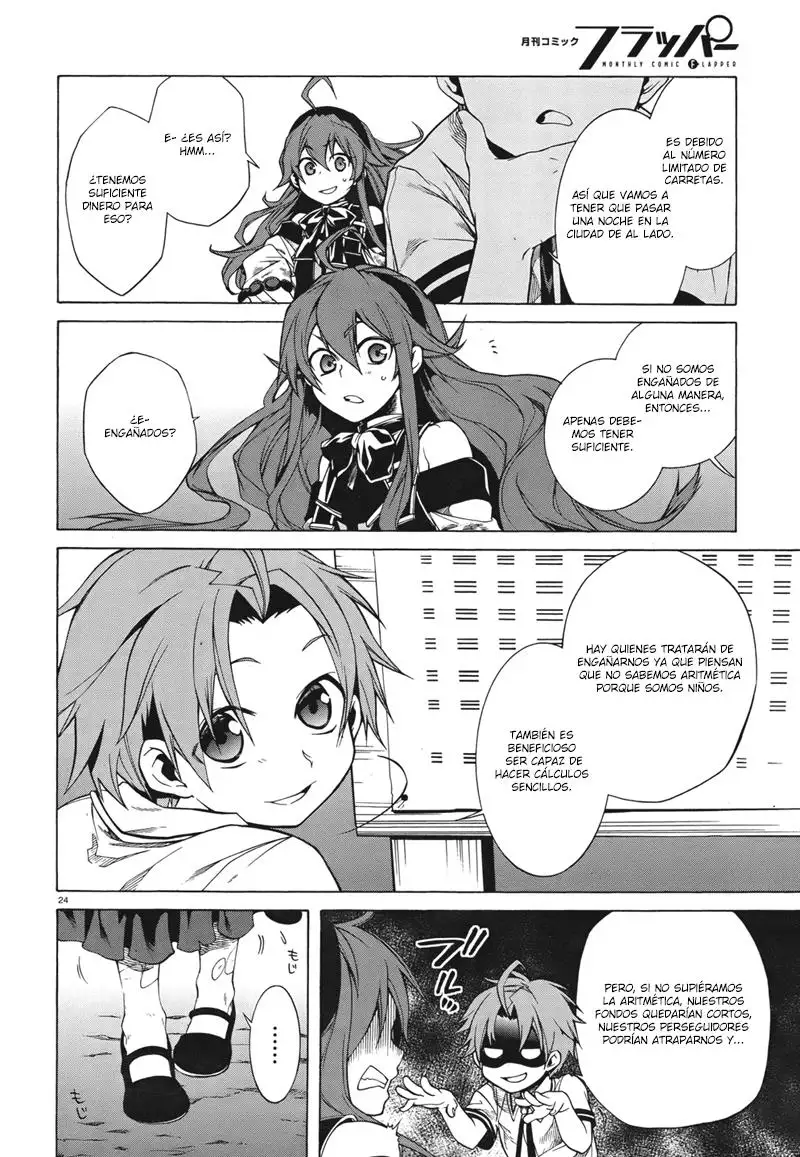 月刊コミック
フラッパー
MONTHLY COMIC FLAPPER
ES DEBIDO
AL NÚMERO
LIMITADO DE
CARRETAS.
ASÍ QUE VAMOS A
TENER QUE PASAR
UNA NOCHE EN LA
CIUDAD DE AL LADO.
E- ¿ES ASÍ?
HMM...
¿TENEMOS
SUFICIENTE
DINERO PARA
ESO?
SI NO SOMOS
ENGAÑADOS DE
ALGUNA MANERA,
ENTONCES...
APENAS DEBE-
MOS TENER
SUFICIENTE.
¿E-
ENGAÑADOS?
HAY QUIENES TRATARÁN DE
ENGAÑARNOS YA QUE PIENSAN
QUE NO SABEMOS ARITMÉTICA
PORQUE SOMOS NIÑOS.
TAMBIÉN ES
BENEFICIOSO
SER CAPAZ DE
HACER CÁLCULOS
SENCILLOS.
24
PERO, SI NO SUPIÉRAMOS
LA ARITMÉTICA, NUESTROS
FONDOS QUEDARÍAN CORTOS,
NUESTROS PERSEGUIDORES
PODRÍAN ATRAPARNOS Y...
もじ
......
もじ